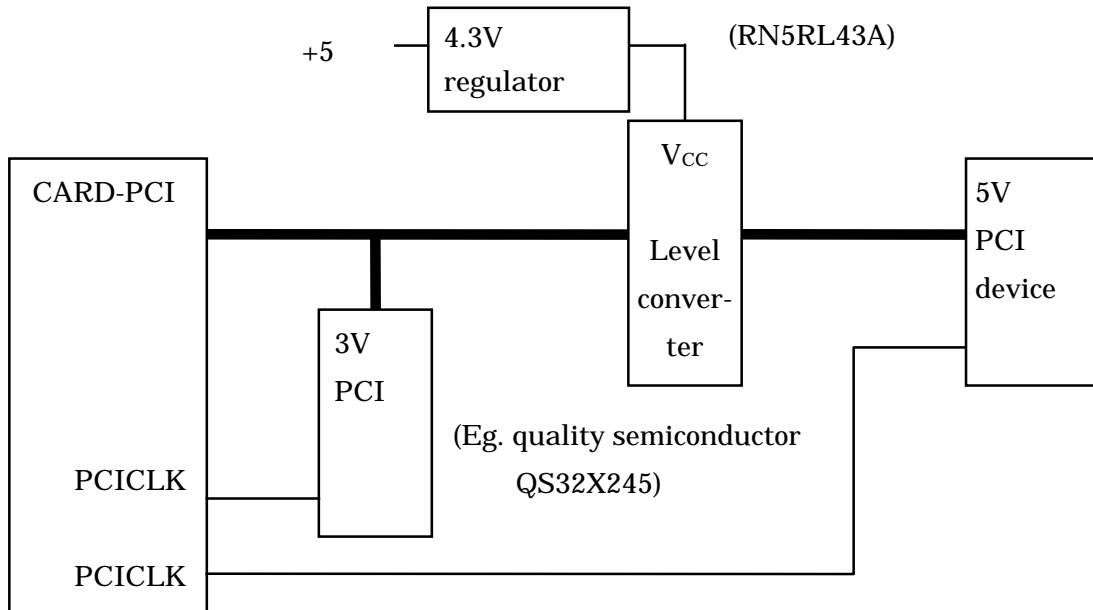 +5
4.3V
regulator
(RN5RL43A)
VCC
Level
conver-
ter
CARD-PCI
5V
PCI
device
3V
PCI
(Eg. quality semiconductor
QS32X245)
PCICLK
PCICLK